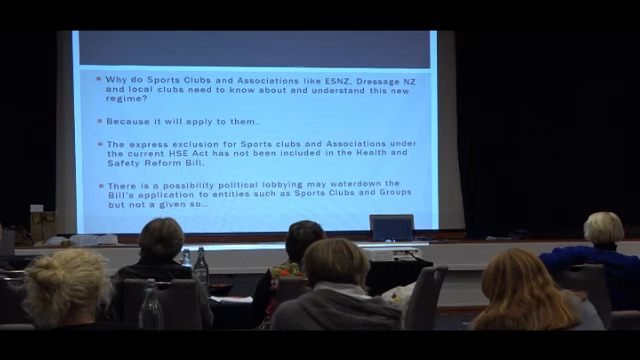 Why do Sports Clubs and Associations like ESNZ, Dressage NZ
and local clubs need to know about and understand this new
regime?
Because it will apply to them.
The express exclusion for Sports clubs and Associations under
the current HSE Act has not been included in the Health and
Safety Reform Bill.
There is a possibility political lobbying may waterdown the
Bill's application to entities such as Sports Clubs and Groups
but not a given so...